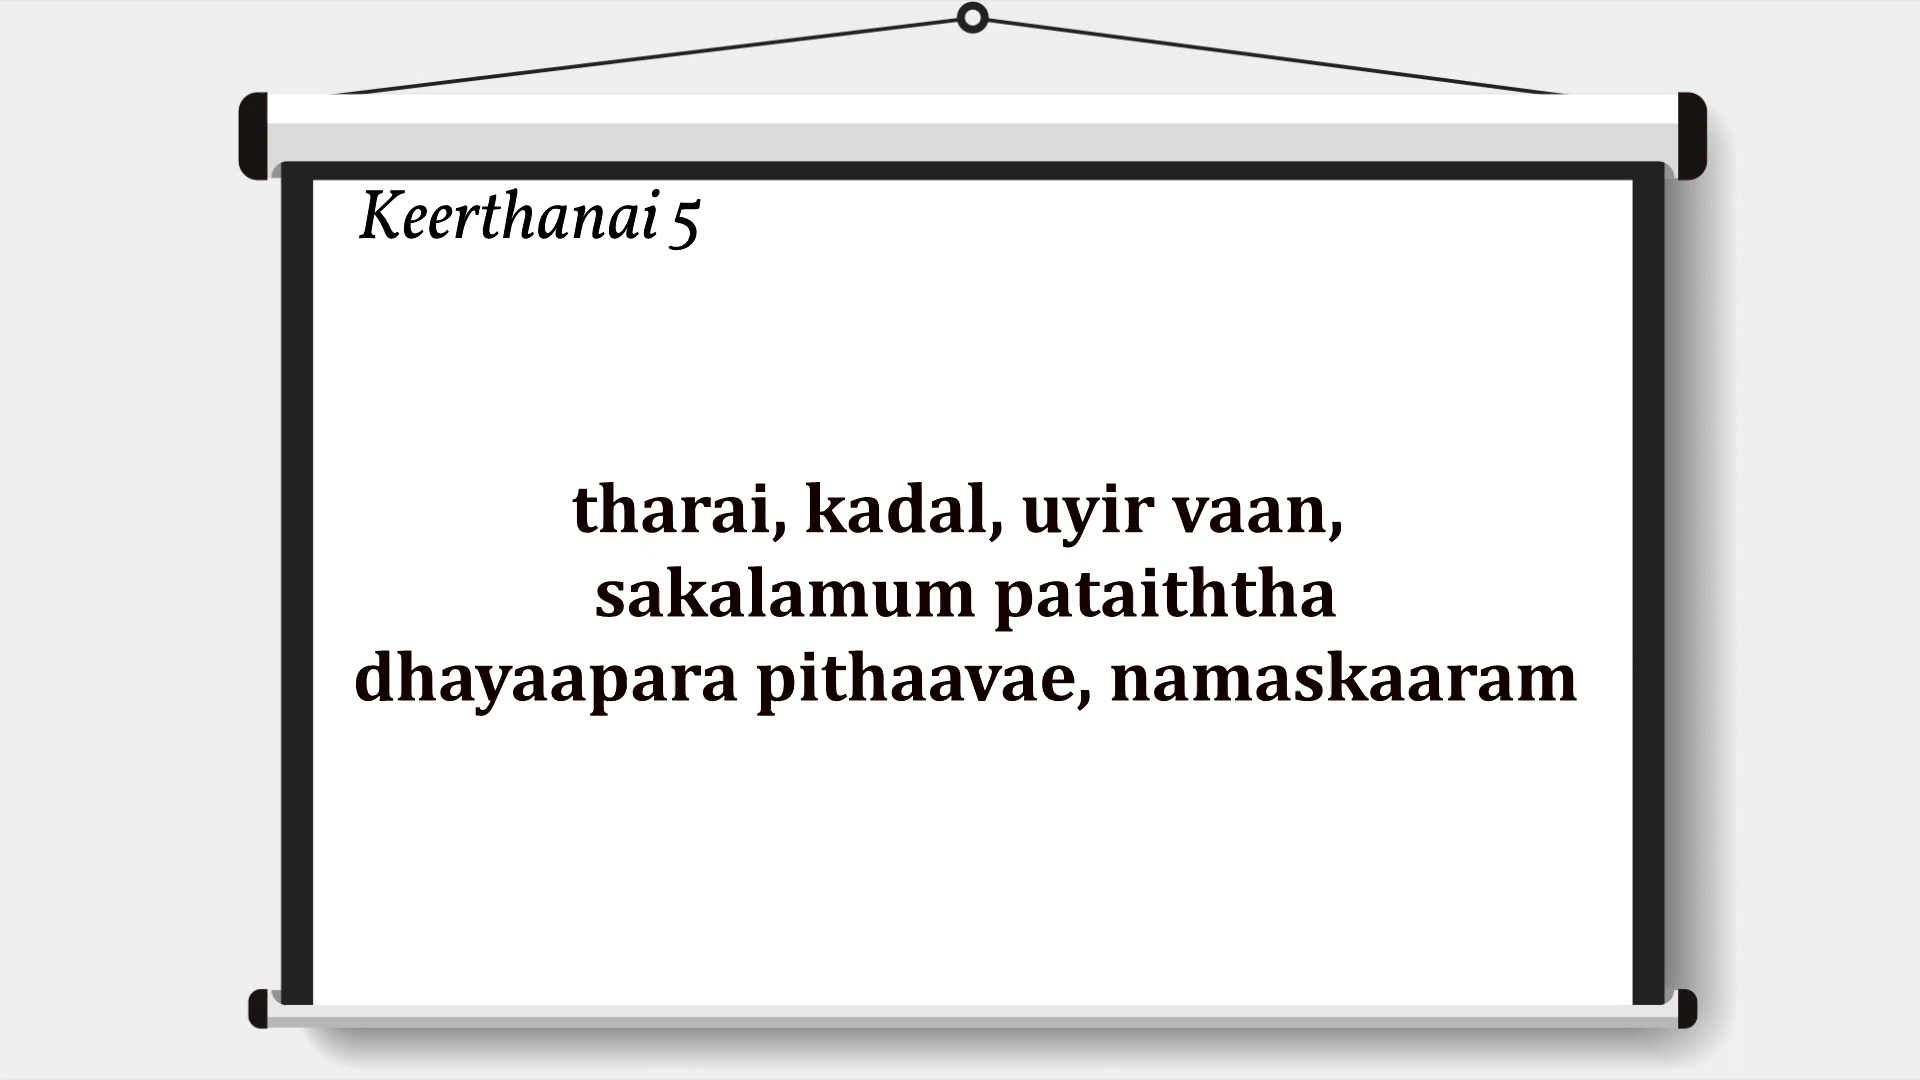 Keerthanai 5
tharai, kadal, uyir vaan,
sakalamum pataiththa
dhayaapara pithaavae, namaskaaram